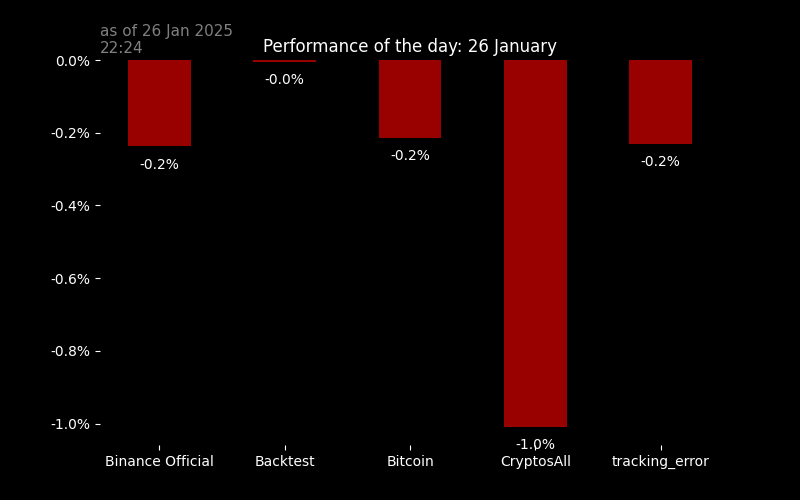 as of 26 Jan 2025
22:24
Performance of the day: 26 January
0.0%
-0.2%
-0.4%
-0.6%
-0.8%
-1.0%
-0.2%
-0.0%
-0.2%
-1.0%
-0.2%
Binance Official
Backtest
Bitcoin
CryptosAll
tracking_error